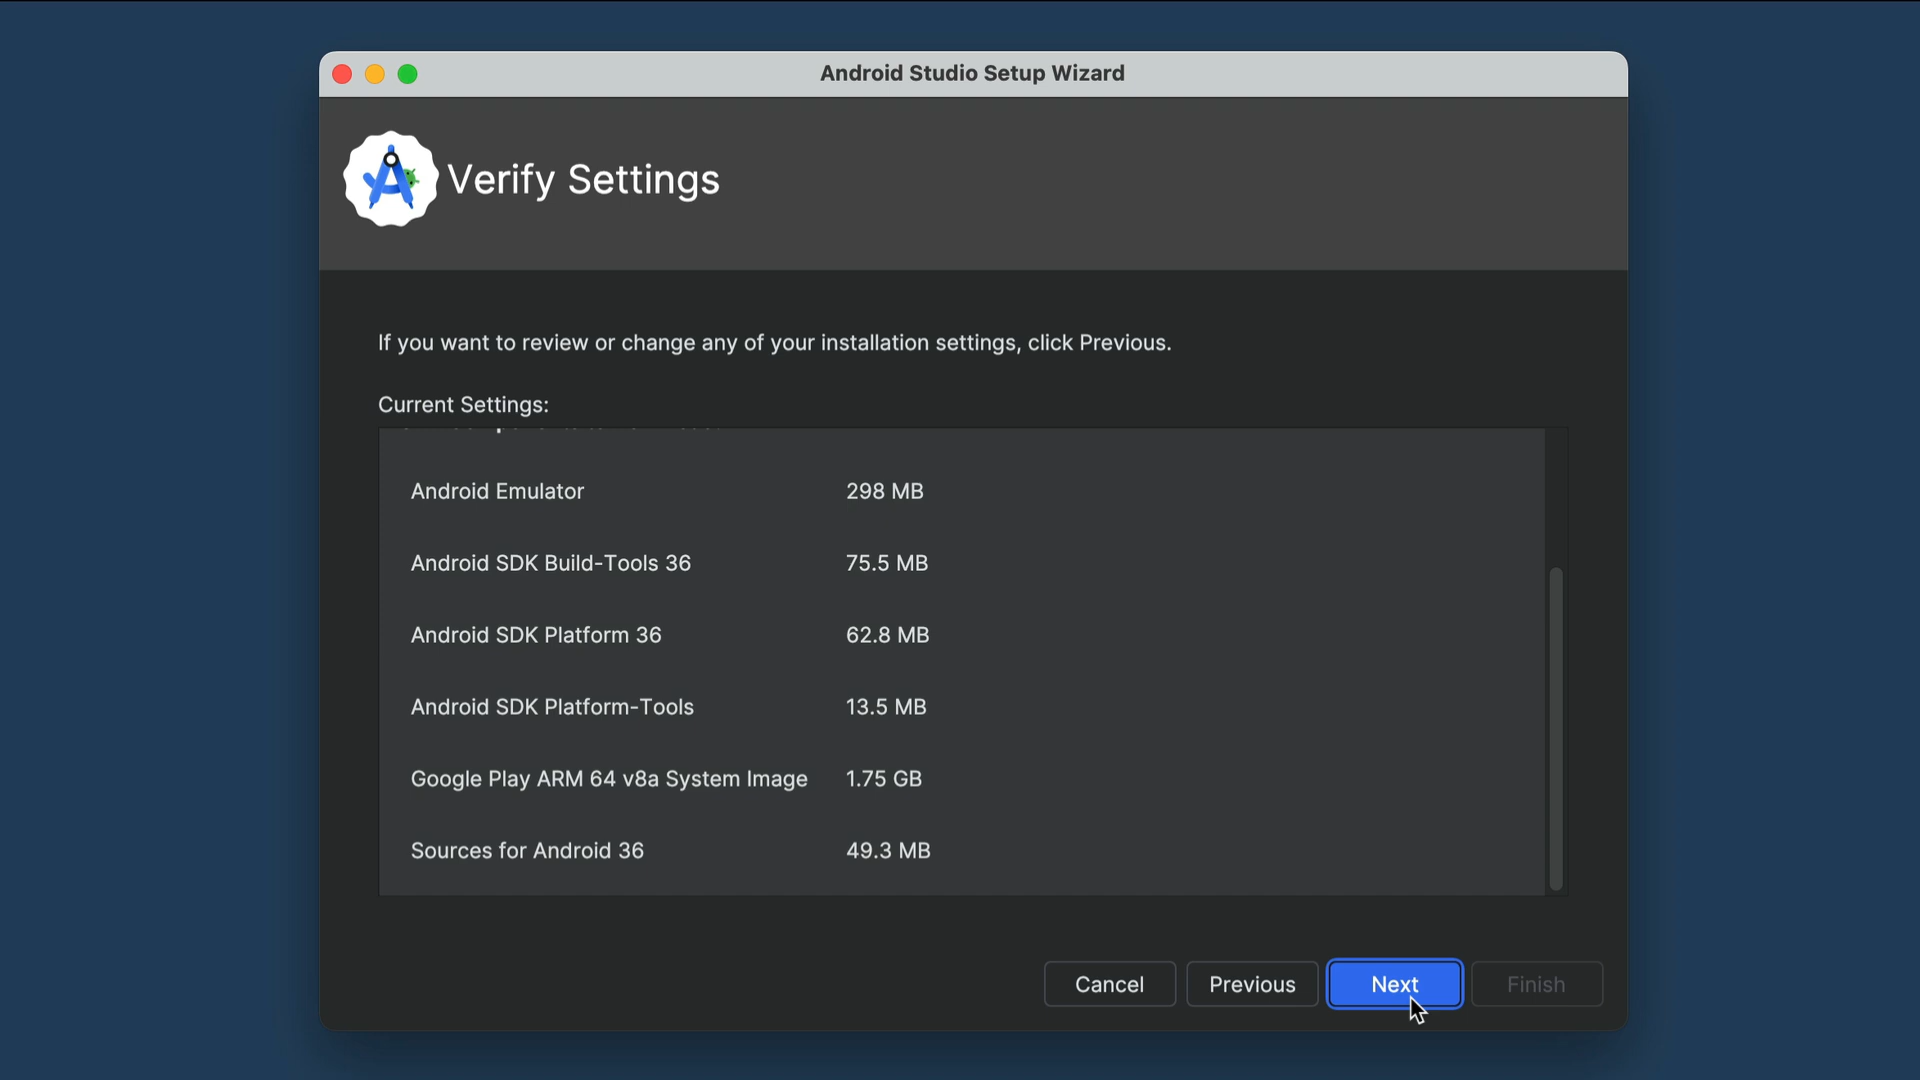 Android Studio Setup Wizard
Verify Settings
If you want to review or change any of your installation settings, click Previous.
Current Settings:
Android Emulator 298 MB
Android SDK Build-Tools 36 75.5 MB
Android SDK Platform 36 62.8 MB
Android SDK Platform-Tools 13.5 MB
Google Play ARM 64 v8a System Image 1.75 GB
Sources for Android 36 49.3 MB
Cancel Previous Next Finish